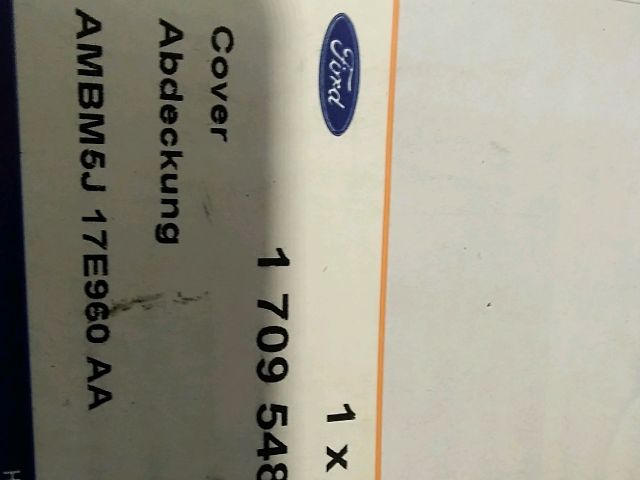 Ford
1 x
1 709 548
Cover
Abdeckung
AMBM5J 17E960 AA